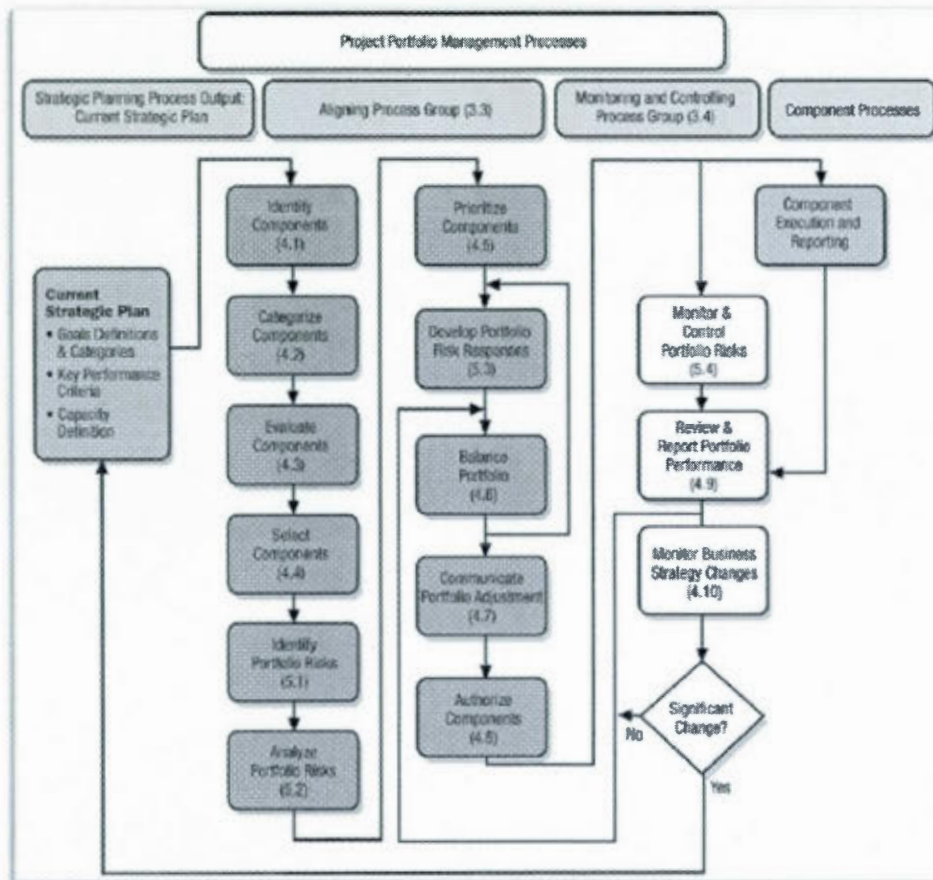 Project Portfolio Management Processes
Strategic Planning Process Output:
Current Strategic Plan
Aligning Process Group (3.3)
Monitoring and Controlling
Process Group (3.4)
Component Processes
Current
Strategic Plan
• Goals Definitions
& Categories
• Key Performance
Criteria
• Capacity
Definition
Identify
Components
(4.1)
Categorize
Components
(4.2)
Evaluate
Components
(4.3)
Select
Components
(4.4)
Identify
Portfolio Risks
(5.1)
Analyze
Portfolio Risks
(5.2)
Prioritize
Components
(4.5)
Develop Portfolio
Risk Responses
(5.3)
Balance
Portfolio
(4.6)
Communicate
Portfolio Adjustment
(4.7)
Authorize
Components
Component
Execution and
Reporting
Monitor &
Control
Portfolio Risks
(5.4)
Review &
Report Portfolio
Performance
(4.9)
Monitor Business
Strategy Changes
(4.10)
Significant
Change?
No
Yes